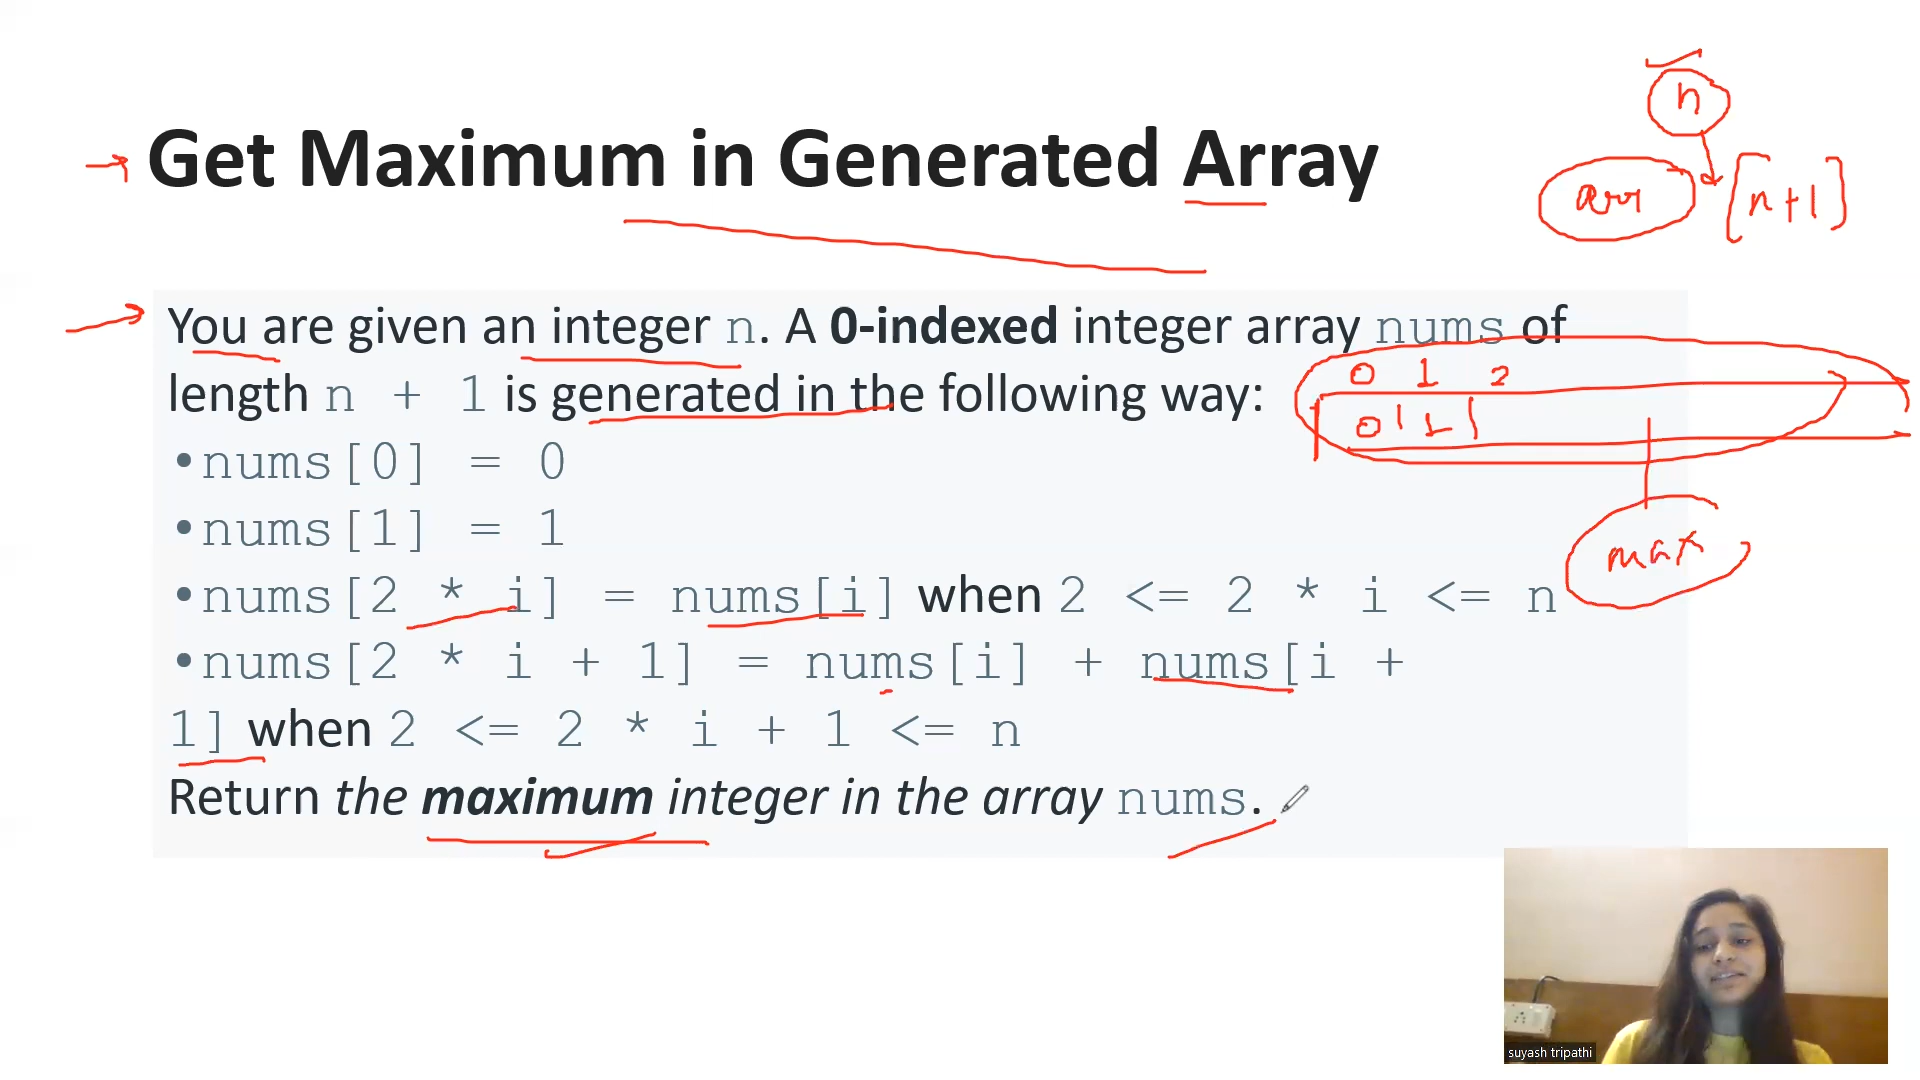 n
Get Maximum in Generated Array
arr [n+1]
You are given an integer n. A 0-indexed integer array nums of
length n + 1 is generated in the following way:
0 1 2
0 1
•nums[0] = 0
•nums[1] = 1
max
•nums[2 * i] = nums[i] when 2 <= 2 * i <= n
•nums[2 * i + 1] = nums[i] + nums[i +
1] when 2 <= 2 * i + 1 <= n
Return the maximum integer in the array nums.
suyash tripathi